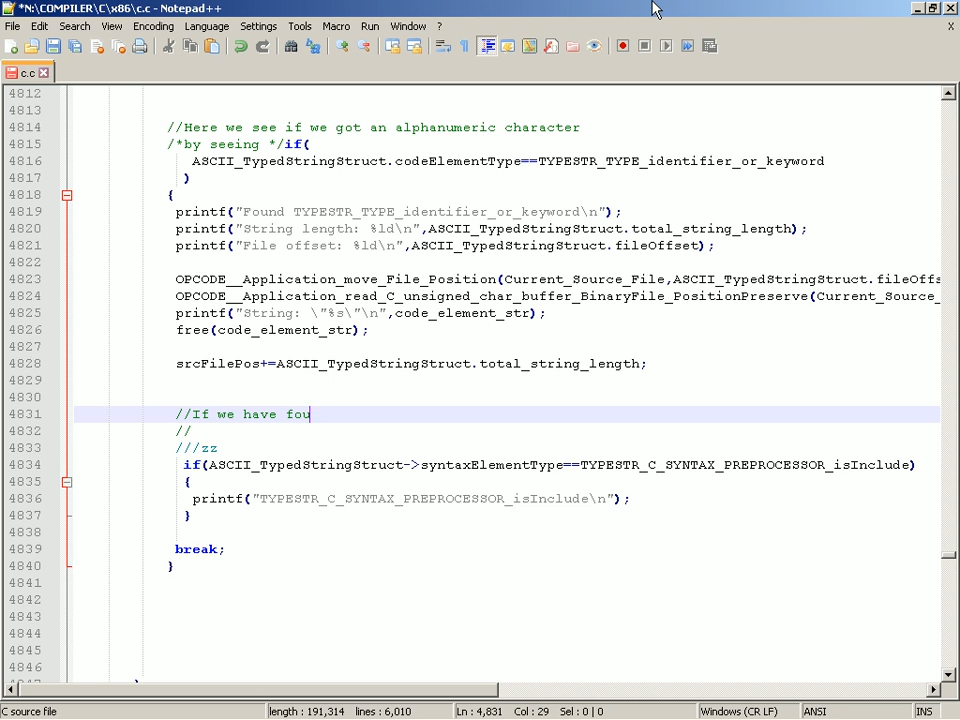 *N:\COMPILER\C\x86\c.c - Notepad++
File Edit Search View Encoding Language Settings Tools Macro Run Window ? X
c.c
4812
4813
4814 //Here we see if we got an alphanumeric character
4815 /*by seeing */if(
4816 ASCII_TypedStringStruct.codeElementType==TYPESTR_TYPE_identifier_or_keyword
4817 )
4818 {
4819 printf("Found TYPESTR_TYPE_identifier_or_keyword\n");
4820 printf("String length: %ld\n",ASCII_TypedStringStruct.total_string_length);
4821 printf("File offset: %ld\n",ASCII_TypedStringStruct.fileOffset);
4822
4823 OPCODE__Application_move_File_Position(Current_Source_File,ASCII_TypedStringStruct.fileOffs
4824 OPCODE__Application_read_C_unsigned_char_buffer_BinaryFile_PositionPreserve(Current_Source_
4825 printf("String: \"%s\"\n",code_element_str);
4826 free(code_element_str);
4827
4828 srcFilePos+=ASCII_TypedStringStruct.total_string_length;
4829
4830
4831 //If we have fou
4832 //
4833 ///zz
4834 if(ASCII_TypedStringStruct->syntaxElementType==TYPESTR_C_SYNTAX_PREPROCESSOR_isInclude)
4835 {
4836 printf("TYPESTR_C_SYNTAX_PREPROCESSOR_isInclude\n");
4837 }
4838
4839 break;
4840 }
4841
4842
4843
4844
4845
4846
C source file length : 191,314 lines : 6,010 Ln : 4,831 Col : 29 Sel : 0 | 0 Windows (CR LF) ANSI INS